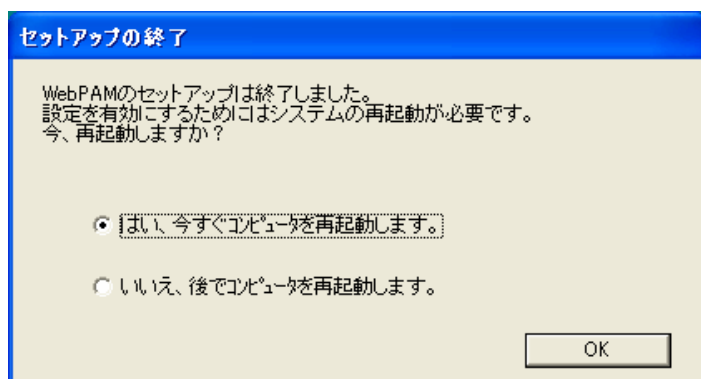 セットアップの終了
WebPAMのセットアップは終了しました。
設定を有効にするためにはシステムの再起動が必要です。
今、再起動しますか？
はい、今すぐｺﾝﾋﾟｭｰﾀを再起動します。
いいえ、後でｺﾝﾋﾟｭｰﾀを再起動します。
OK